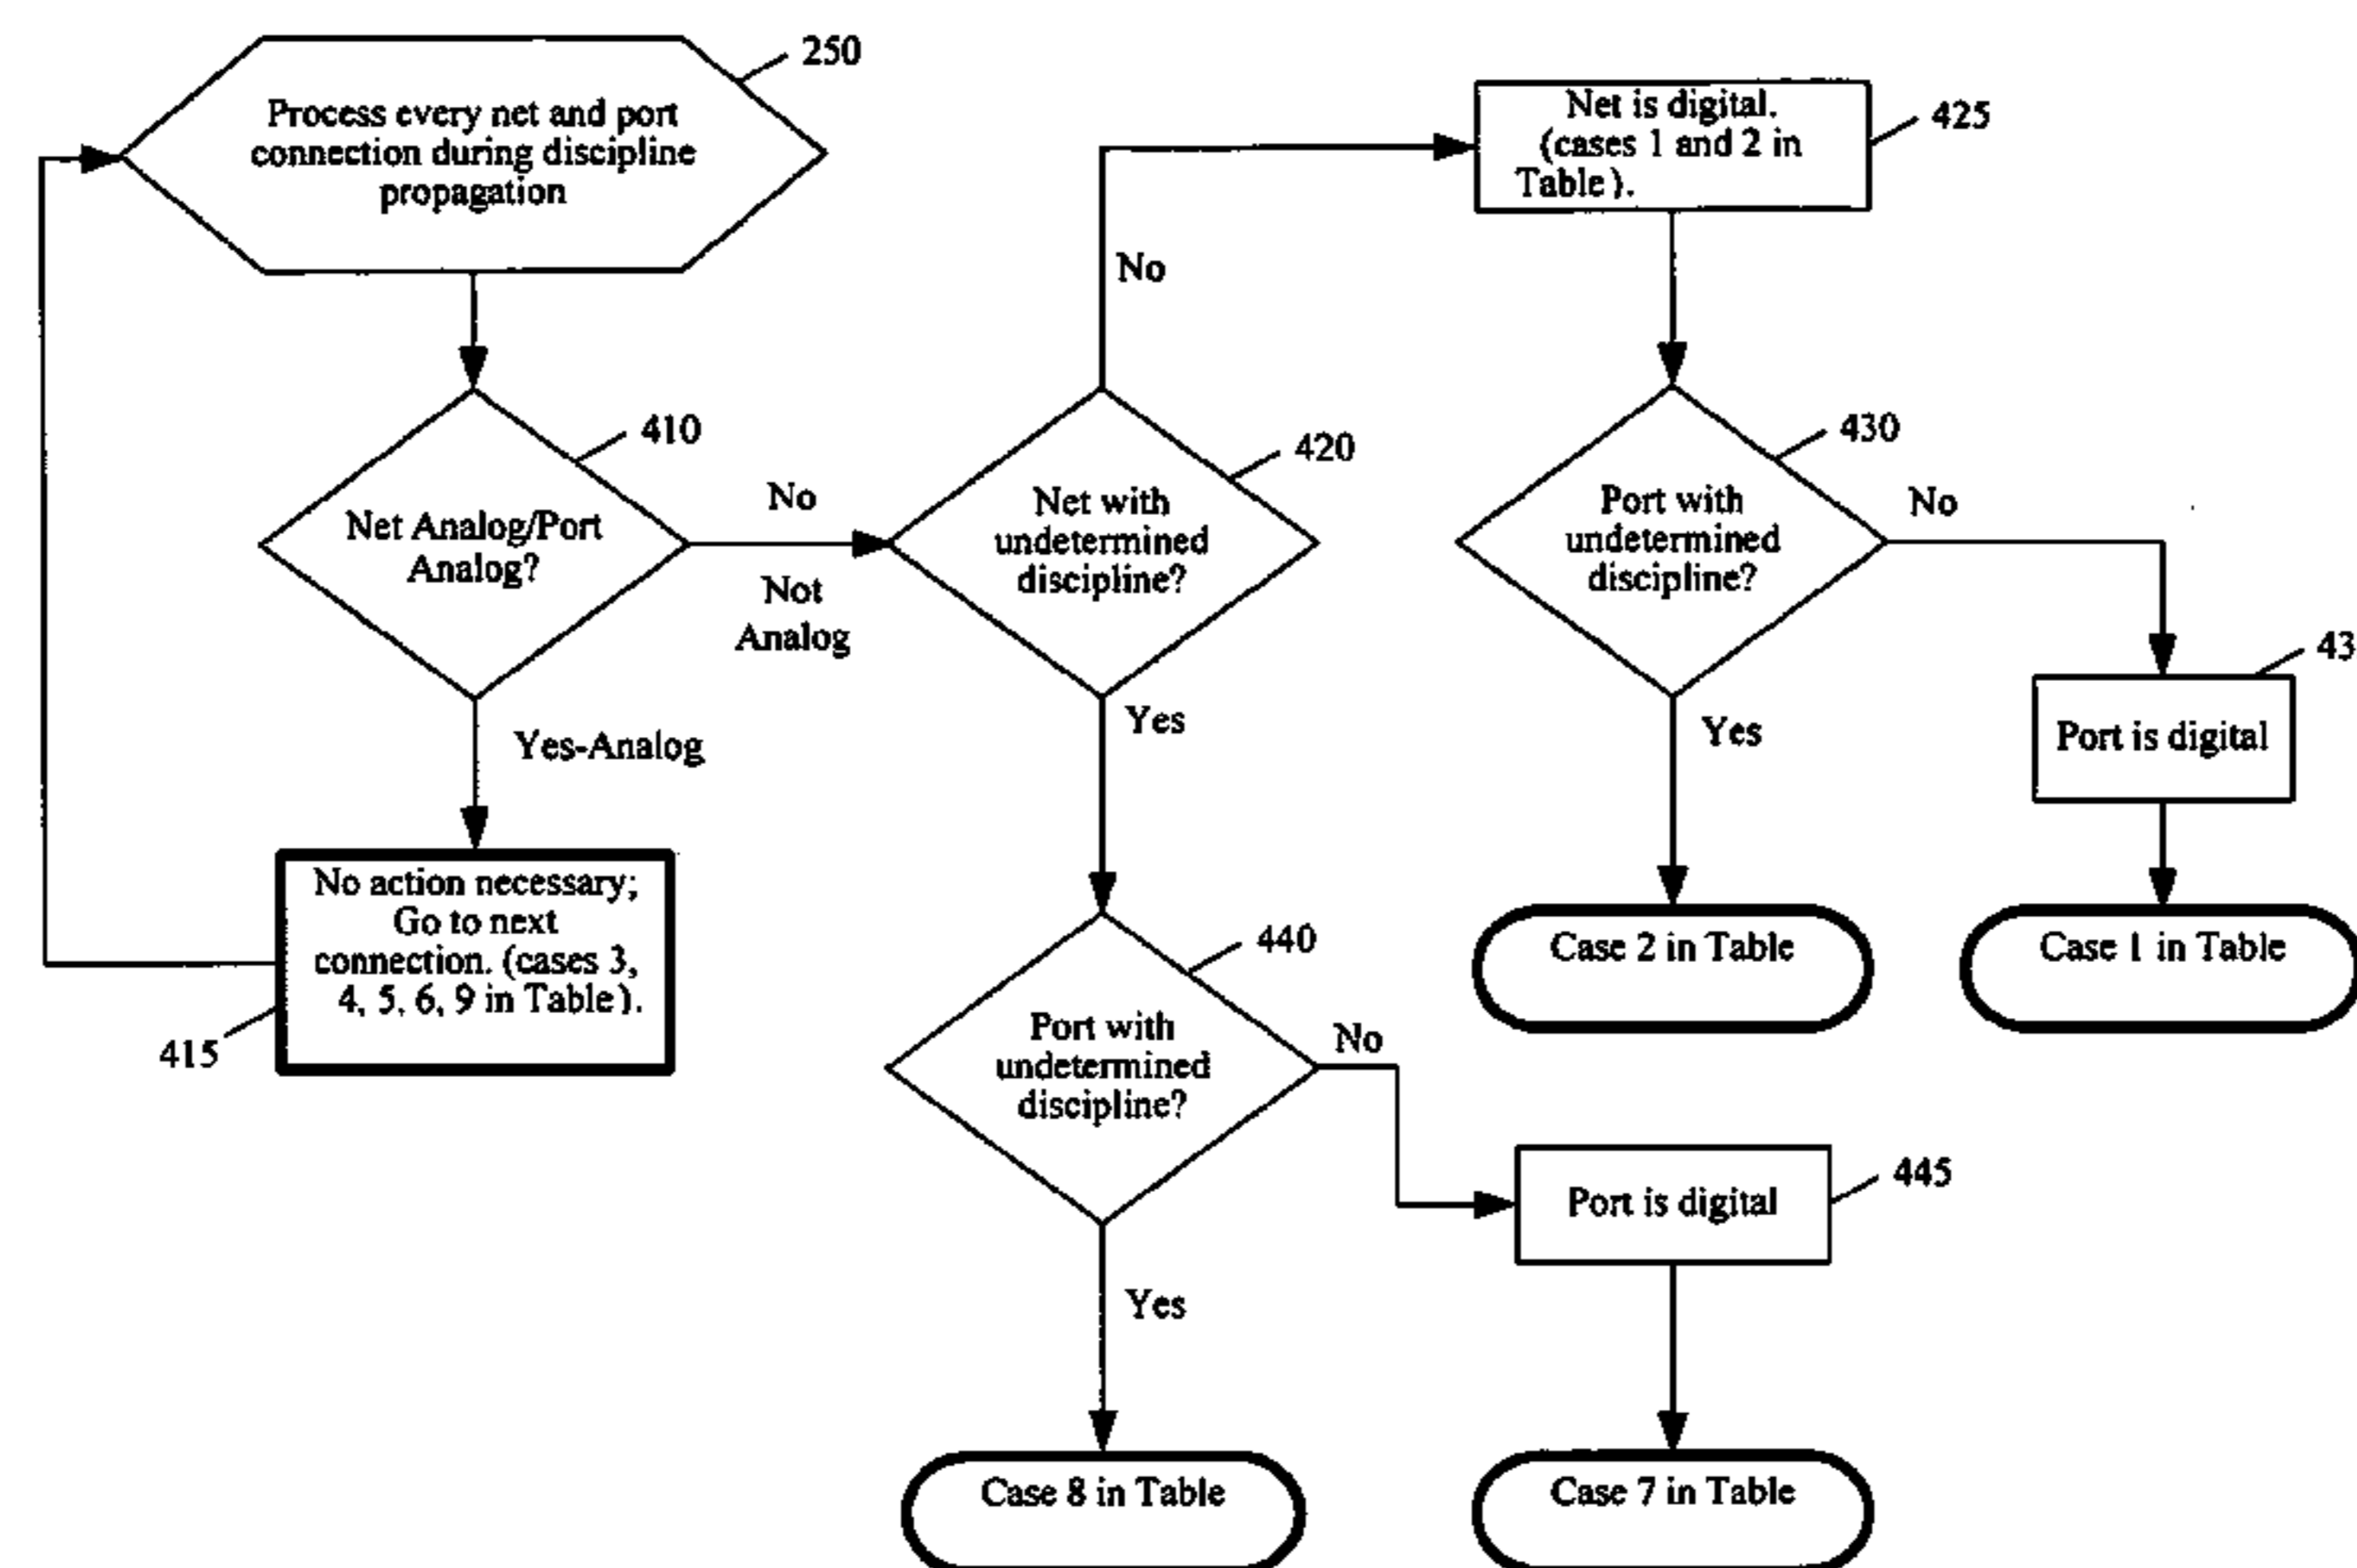 250
Process every net and port
connection during discipline
propagation
410
Net Analog/Port
Analog?
No
Not
Analog
Yes-Analog
No action necessary;
Go to next
connection. (cases 3,
4, 5, 6, 9 in Table).
415
420
Net with
undetermined
discipline?
No
Yes
Net is digital.
(cases 1 and 2 in
Table).
425
430
Port with
undetermined
discipline?
No
Yes
43
Port is digital
Case 2 in Table
Case 1 in Table
440
Port with
undetermined
discipline?
No
Yes
445
Port is digital
Case 8 in Table
Case 7 in Table